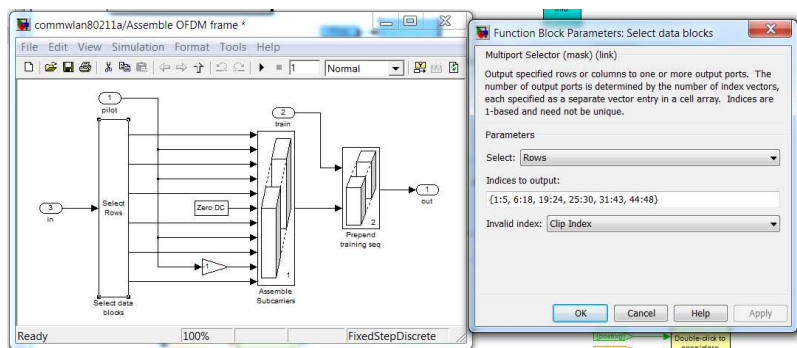 commwlan80211a/Assemble OFDM frame *
File Edit View Simulation Format Tools Help
1
Normal
1
pilot
2
train
3
in
Select
Rows
Zero DC
-1
1
2
1
out
Prepend
training seq
Assemble
Subcarriers
Select data
blocks
Ready 100% FixedStepDiscrete
Function Block Parameters: Select data blocks
Multiport Selector (mask) (link)
Output specified rows or columns to one or more output ports. The
number of output ports is determined by the number of index vectors,
each specified as a separate vector entry in a cell array. Indices are
1-based and need not be unique.
Parameters
Select: Rows
Indices to output:
{1:5, 6:18, 19:24, 25:30, 31:43, 44:48}
Invalid index: Clip Index
OK Cancel Help Apply
Double-click to